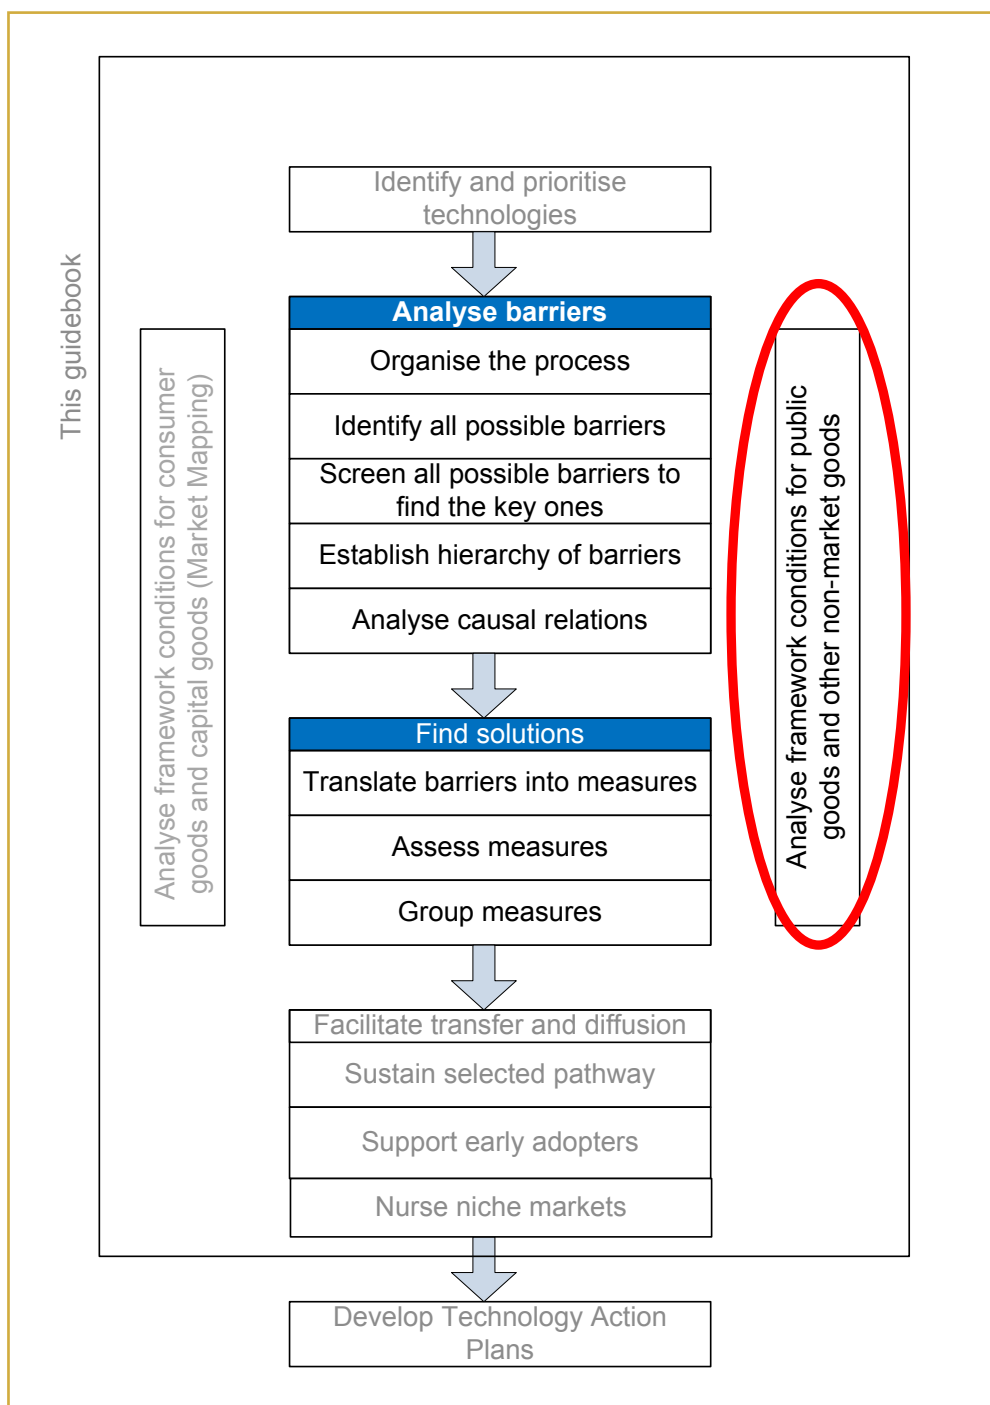 This guidebook
Identify and prioritise
technologies
Analyse framework conditions for consumer
goods and capital goods (Market Mapping)
Analyse barriers
Organise the process
Identify all possible barriers
Screen all possible barriers to
find the key ones
Establish hierarchy of barriers
Analyse causal relations
Find solutions
Translate barriers into measures
Assess measures
Group measures
Analyse framework conditions for public
goods and other non-market goods
Facilitate transfer and diffusion
Sustain selected pathway
Support early adopters
Nurse niche markets
Develop Technology Action
Plans